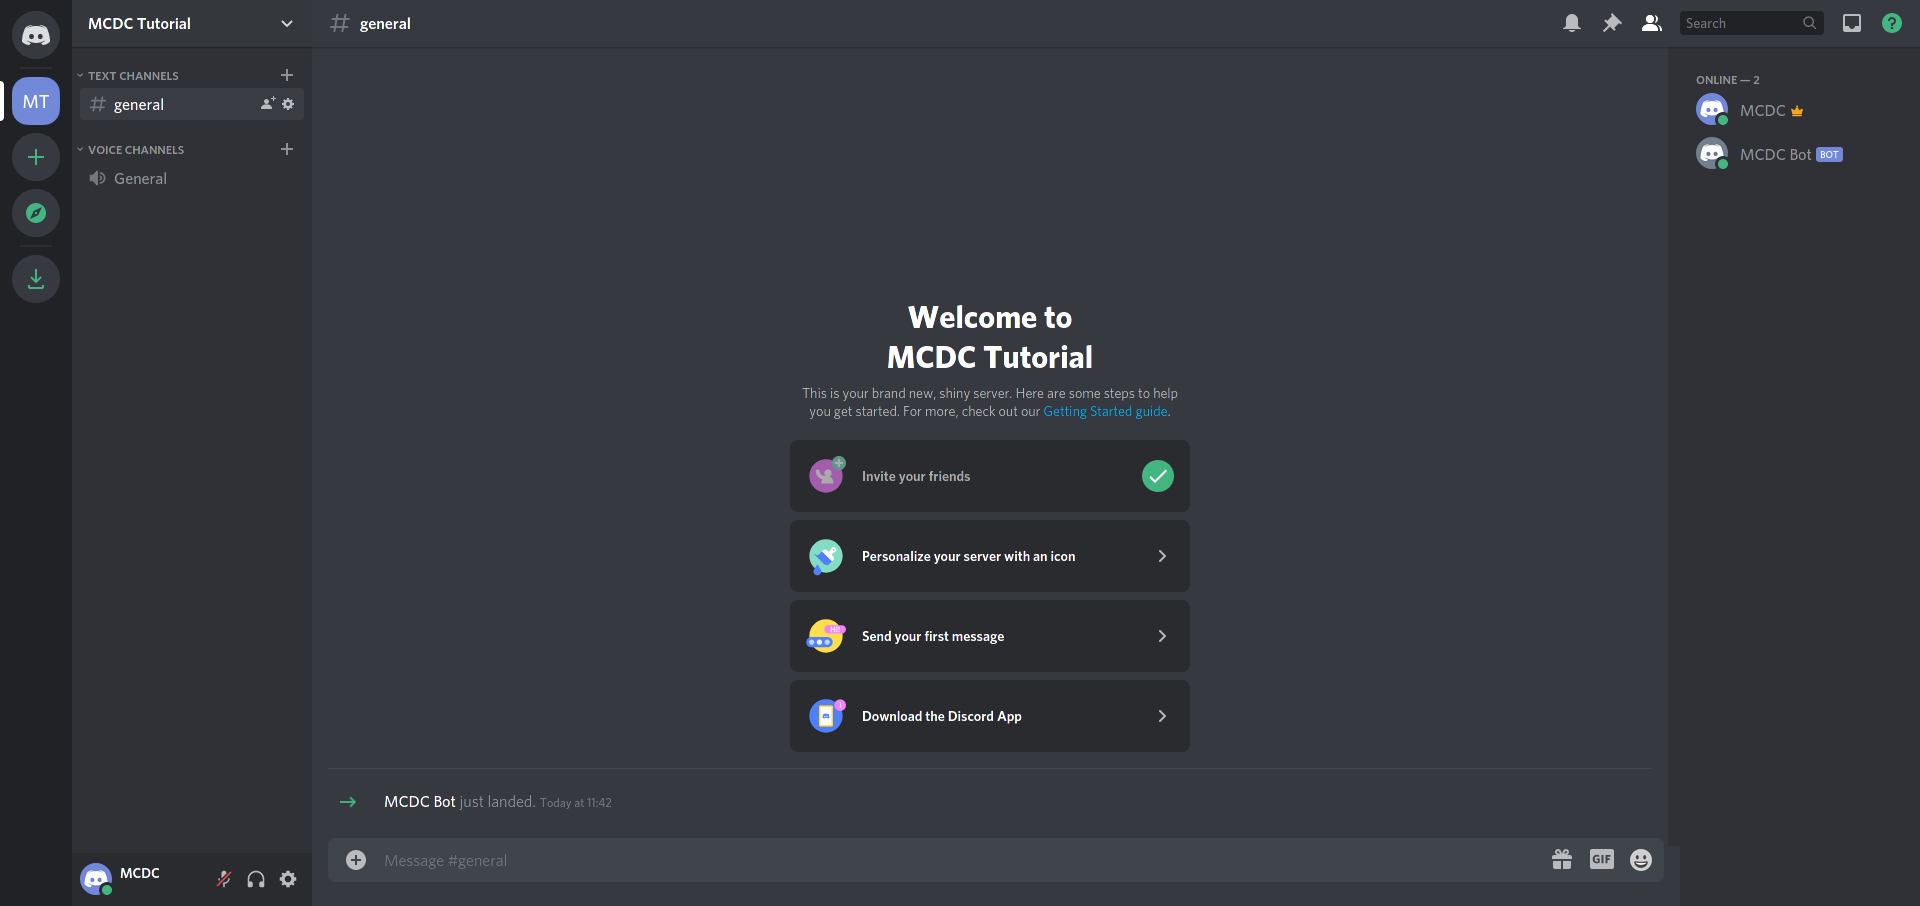 MCDC Tutorial
general
Search
?
MT
TEXT CHANNELS
general
VOICE CHANNELS
General
ONLINE — 2
MCDC
MCDC Bot BOT
Welcome to
MCDC Tutorial
This is your brand new, shiny server. Here are some steps to help
you get started. For more, check out our Getting Started guide.
Invite your friends
Personalize your server with an icon
Send your first message
Download the Discord App
MCDC Bot just landed. Today at 11:42
Message #general
GIF
MCDC